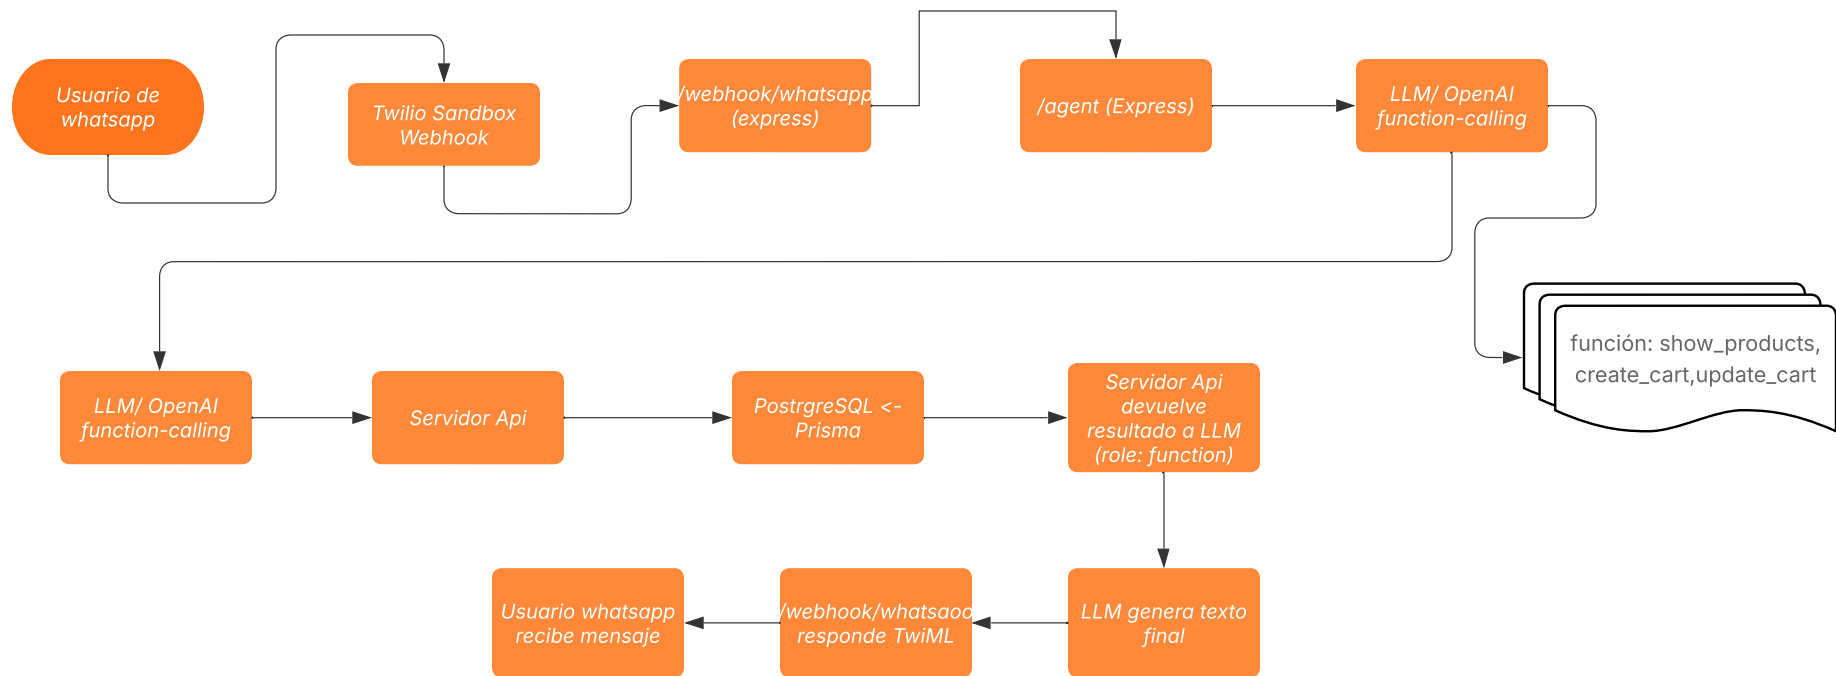 Usuario de
whatsapp
Twilio Sandbox
Webhook
/webhook/whatsapp
(express)
/agent (Express)
LLM/ OpenAI
function-calling
función: show_products,
create_cart,update_cart
LLM/ OpenAI
function-calling
Servidor Api
PostrgreSQL <-
Prisma
Servidor Api
devuelve
resultado a LLM
(role: function)
Usuario whatsapp
recibe mensaje
/webhook/whatsaoo
responde TwiML
LLM genera texto
final